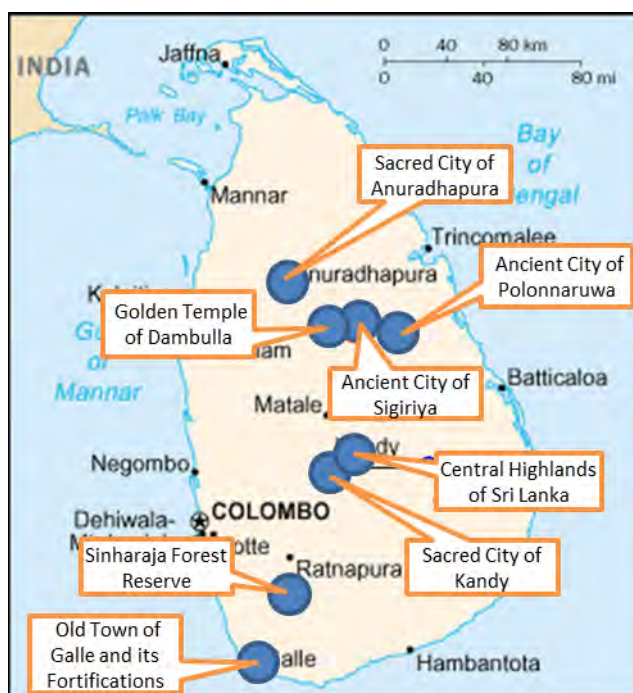 INDIA
Jaffna
0 40 80 km
0 40 80 mi
Palk Bay
Bay
of
engal
Sacred City of
Anuradhapura
Mannar
Trincomalee
nuradhapura
Ancient City of
Polonnaruwa
Golden Temple
of Dambulla
of
Mannar
am
Ancient City of
Sigiriya
Batticaloa
Matale
dy
Negombo
Central Highlands
of Sri Lanka
COLOMBO
Dehiwala-
otte
Sacred City of
Kandy
Sinharaja Forest
Reserve
Ratnapura
Old Town of
Galle and its
Fortifications
alle
Hambantota